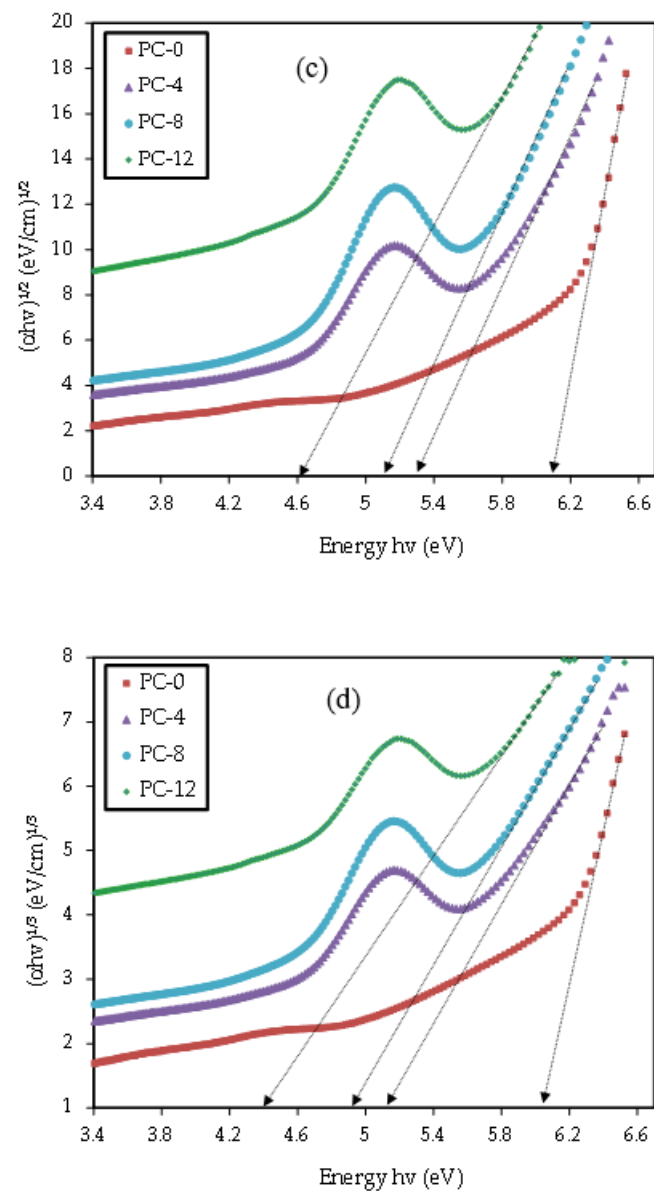 (c)
PC-0
PC-4
PC-8
PC-12
(αhν)1/2 (eV/cm)1/2
20
18
16
14
12
10
8
6
4
2
0
3.4 3.8 4.2 4.6 5 5.4 5.8 6.2 6.6
Energy hν (eV)
(d)
PC-0
PC-4
PC-8
PC-12
(αhν)1/3 (eV/cm)1/3
8
7
6
5
4
3
2
1
3.4 3.8 4.2 4.6 5 5.4 5.8 6.2 6.6
Energy hν (eV)